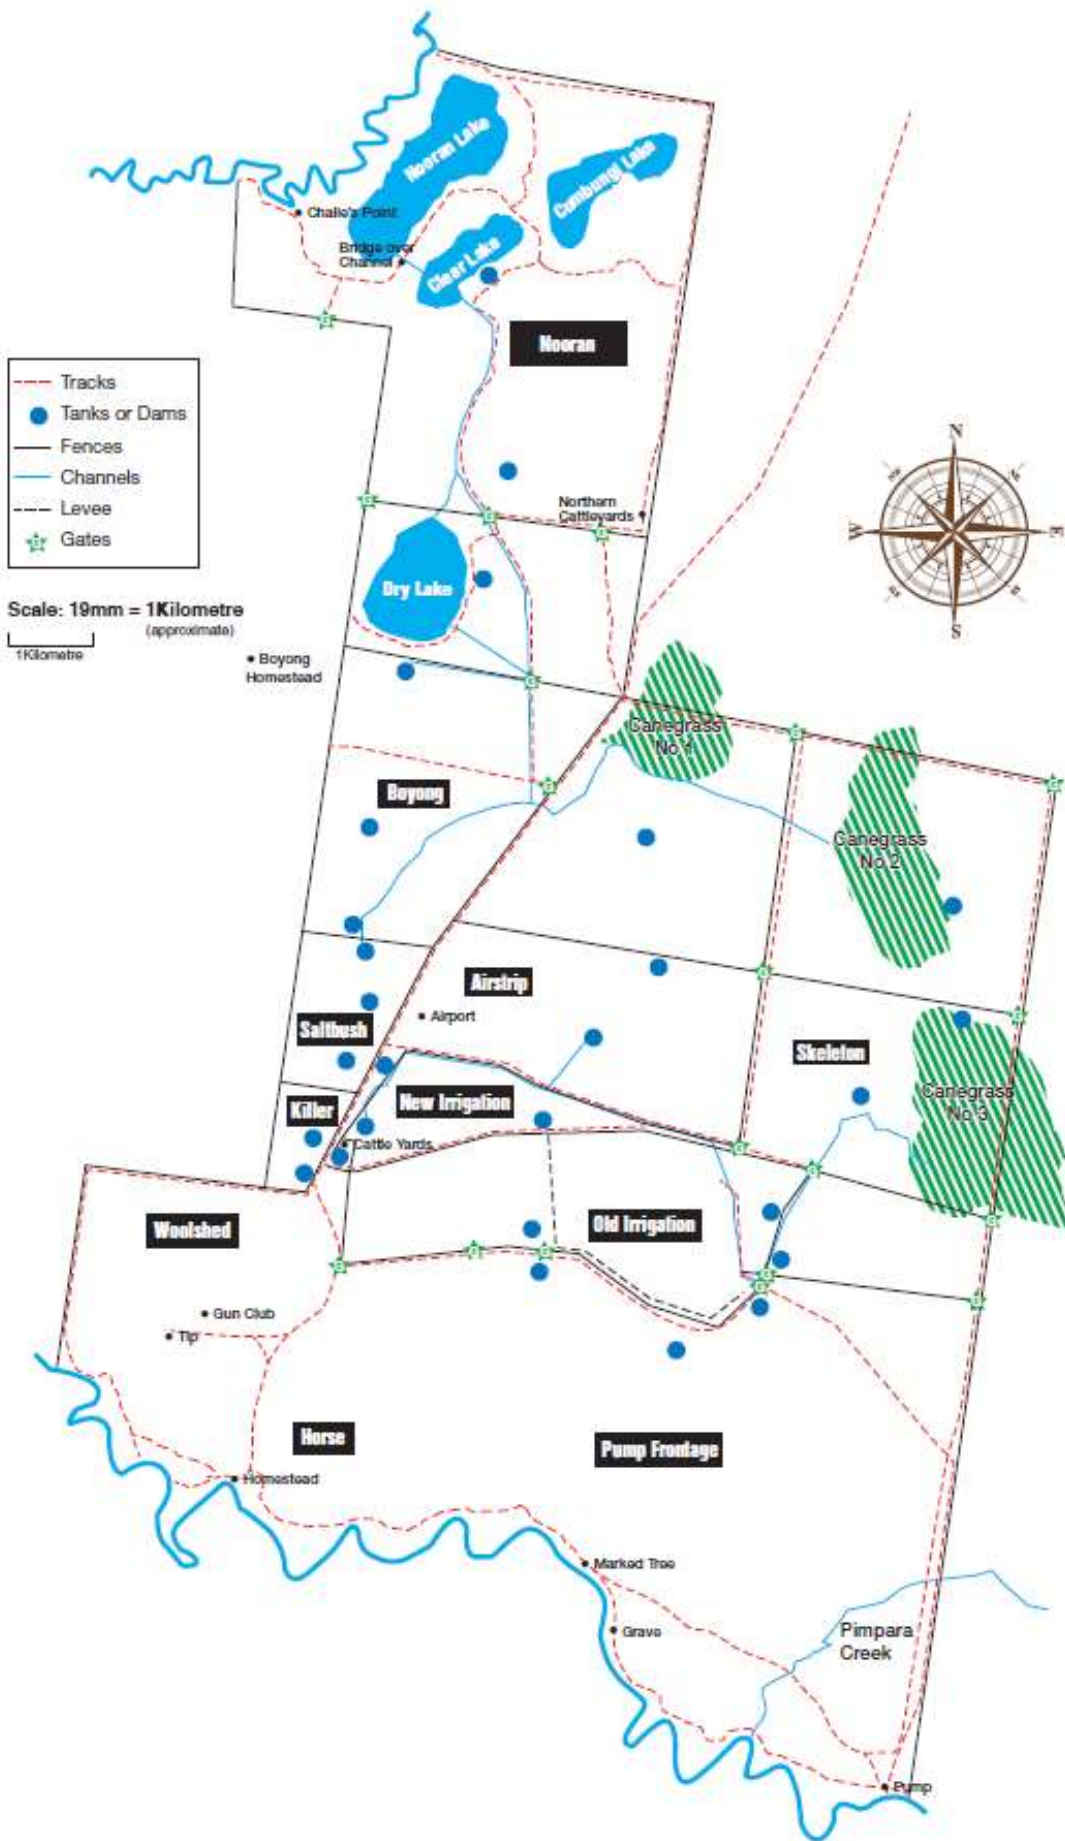 Nooran Lake
Cumbungi Lake
Challe's Point
Bridge over
Channel
Clear Lake
Nooran
Tracks
Tanks or Dams
Fences
Channels
Levee
Gates
Scale: 19mm = 1Kilometre
(approximate)
1Kilometre
N
NE
E
S
W
Northern
Cattleyards
Dry Lake
Boyong
Homestead
Canegrass
No 1
Boyong
Canegrass
No 2
Airstrip
Airport
Saltbush
Skeleton
Canegrass
No 3
New Irrigation
Killer
Cattle Yards
Woolshed
Old Irrigation
Gun Club
Tip
Horse
Pump Frontage
Homestead
Marked Tree
Grave
Pimpara
Creek
Pump